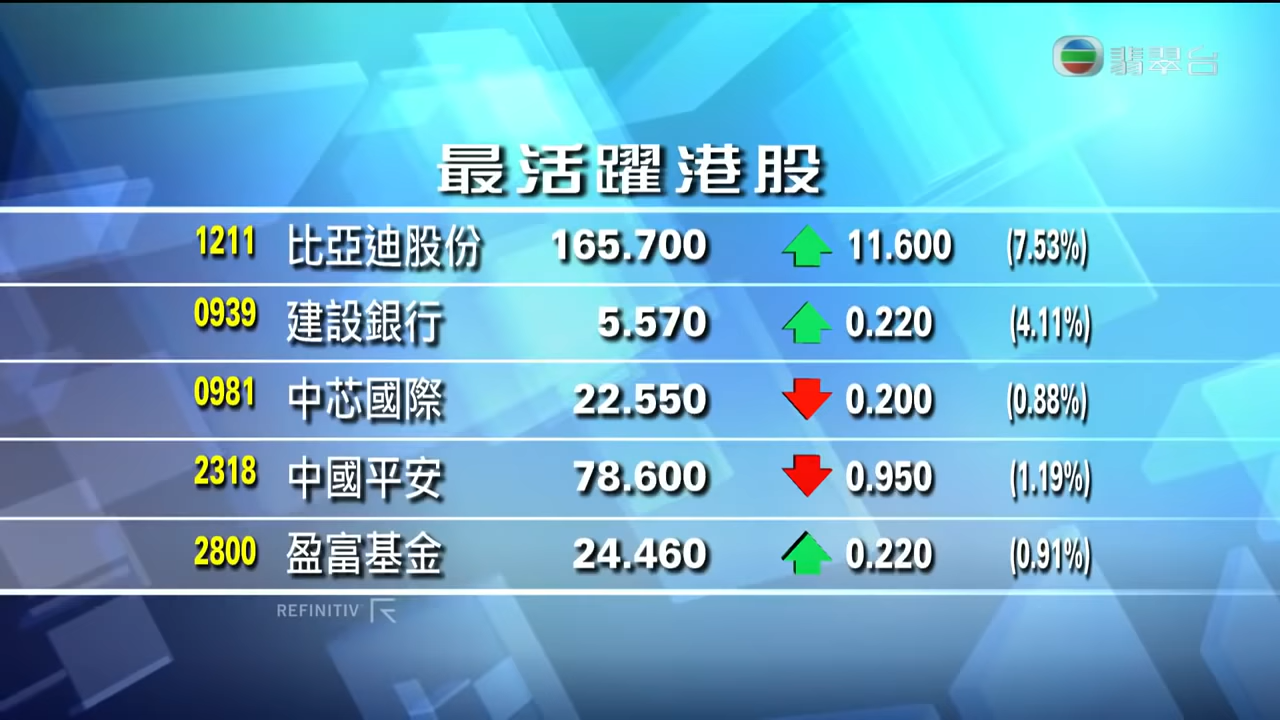 翡翠台
最活躍港股
1211 比亞迪股份 165.700 11.600 (7.53%)
0939 建設銀行 5.570 0.220 (4.11%)
0981 中芯國際 22.550 0.200 (0.88%)
2318 中國平安 78.600 0.950 (1.19%)
2800 盈富基金 24.460 0.220 (0.91%)
REFINITIV